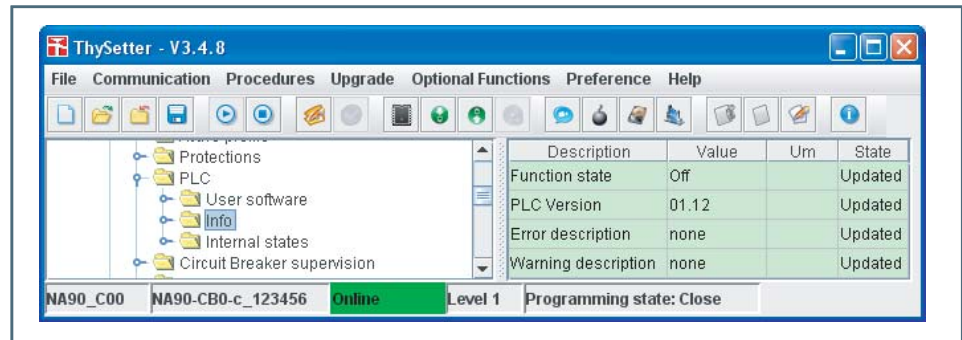 ThySetter - V3.4.8
File Communication Procedures Upgrade Optional Functions Preference Help
Protections
PLC
User software
Info
Internal states
Circuit Breaker supervision
Description Value Um State
Function state Off Updated
PLC Version 01.12 Updated
Error description none Updated
Warning description none Updated
NA90_C00 NA90-CB0-c_123456 Online Level 1 Programming state: Close